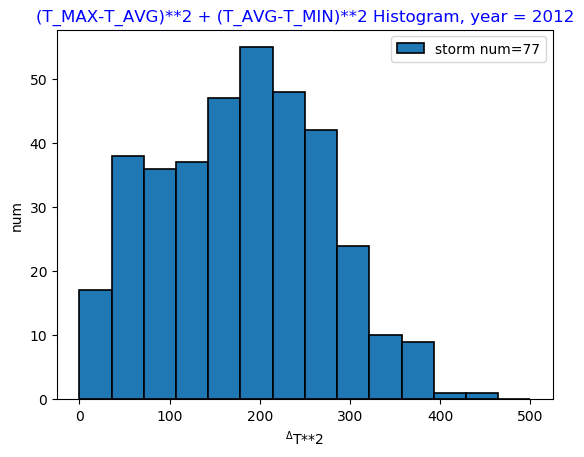 (T_MAX-T_AVG)**2 + (T_AVG-T_MIN)**2 Histogram, year = 2012
storm num=77
50
40
30
20
10
0
num
0 100 200 300 400 500
ᐞT**2